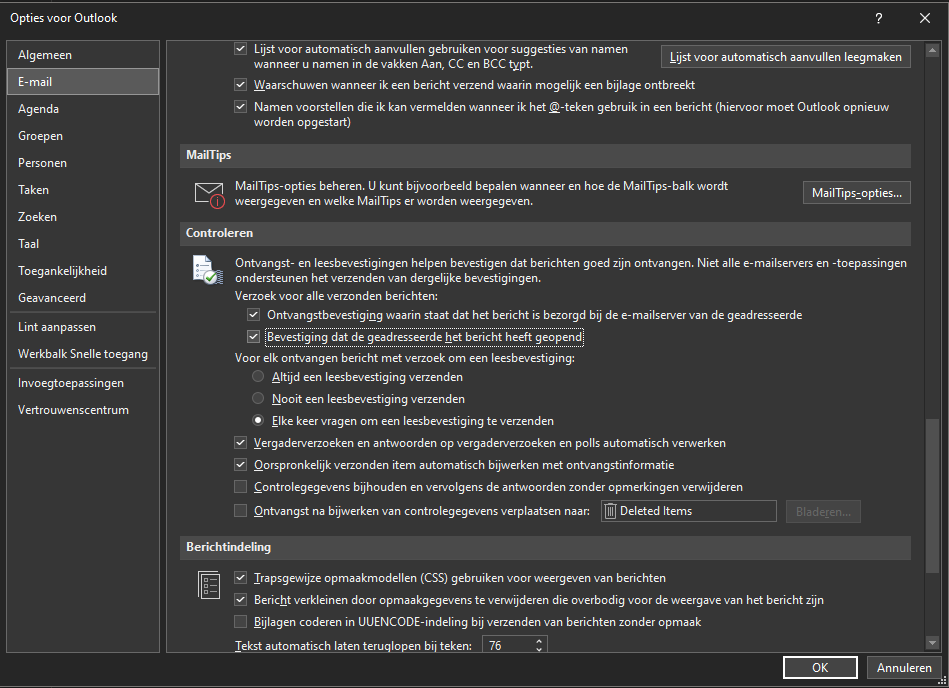 Opties voor Outlook
?
Algemeen
E-mail
Agenda
Groepen
Personen
Taken
Zoeken
Taal
Toegankelijkheid
Geavanceerd
Lint aanpassen
Werkbalk Snelle toegang
Invoegtoepassingen
Vertrouwenscentrum
Lijst voor automatisch aanvullen gebruiken voor suggesties van namen
wanneer u namen in de vakken Aan, CC en BCC typt.
Lijst voor automatisch aanvullen leegmaken
Waarschuwen wanneer ik een bericht verzend waarin mogelijk een bijlage ontbreekt
Namen voorstellen die ik kan vermelden wanneer ik het @-teken gebruik in een bericht (hiervoor moet Outlook opnieuw
worden opgestart)
MailTips
MailTips-opties beheren. U kunt bijvoorbeeld bepalen wanneer en hoe de MailTips-balk wordt
weergegeven en welke MailTips er worden weergegeven.
MailTips-opties...
Controleren
Ontvangst- en leesbevestigingen helpen bevestigen dat berichten goed zijn ontvangen. Niet alle e-mailservers en -toepassingen
ondersteunen het verzenden van dergelijke bevestigingen.
Verzoek voor alle verzonden berichten:
Ontvangstbevestiging waarin staat dat het bericht is bezorgd bij de e-mailserver van de geadresseerde
Bevestiging dat de geadresseerde het bericht heeft geopend
Voor elk ontvangen bericht met verzoek om een leesbevestiging:
Altijd een leesbevestiging verzenden
Nooit een leesbevestiging verzenden
Elke keer vragen om een leesbevestiging te verzenden
Vergaderverzoeken en antwoorden op vergaderverzoeken en polls automatisch verwerken
Oorspronkelijk verzonden item automatisch bijwerken met ontvangstinformatie
Controlegegevens bijhouden en vervolgens de antwoorden zonder opmerkingen verwijderen
Ontvangst na bijwerken van controlegegevens verplaatsen naar:
Deleted Items
Bladeren...
Berichtindeling
Trapsgewijze opmaakmodellen (CSS) gebruiken voor weergeven van berichten
Bericht verkleinen door opmaakgegevens te verwijderen die overbodig voor de weergave van het bericht zijn
Bijlagen coderen in UUENCODE-indeling bij verzenden van berichten zonder opmaak
Tekst automatisch laten teruglopen bij teken:
76
OK
Annuleren